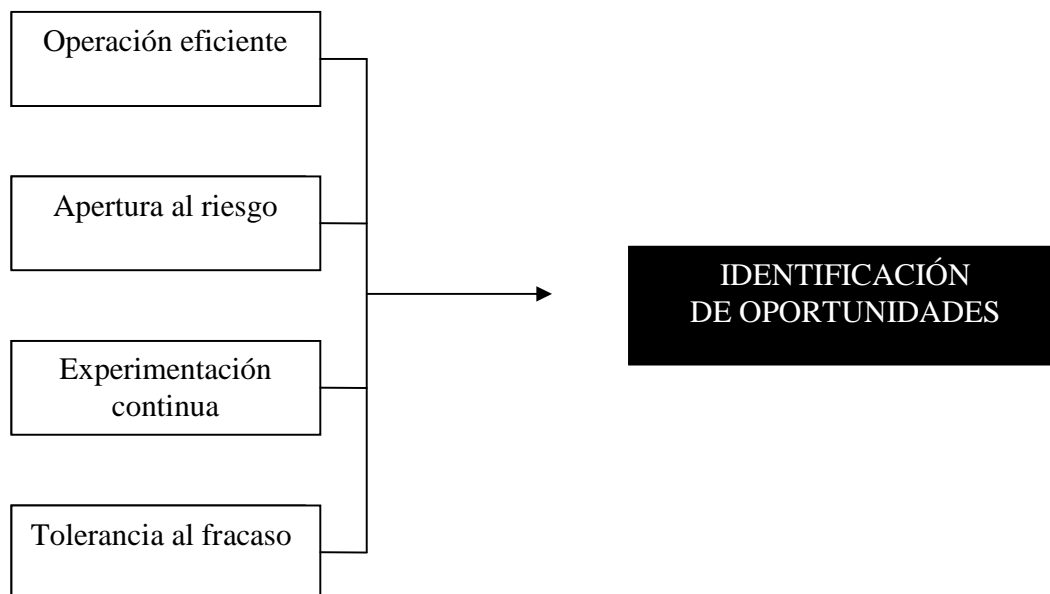 Operación eficiente
Apertura al riesgo
Experimentación
continua
Tolerancia al fracaso
IDENTIFICACIÓN
DE OPORTUNIDADES